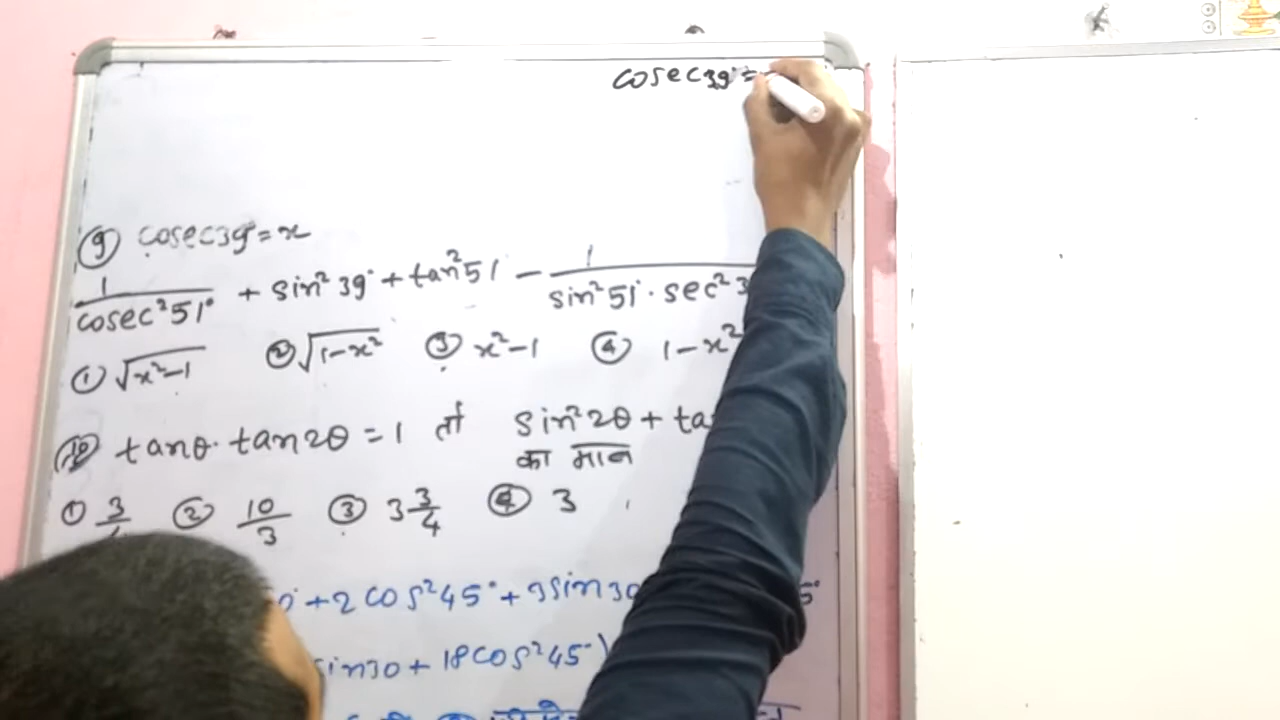 cosec39°=
⑨ cosec39°=x
1/cosec²51° + sin²39° + tan²51 - 1/sin²51°·sec²3
① √x²-1 ② √1-x² ③ x²-1 ④ 1-x²
⑩ tanθ·tan2θ=1 तो sin²2θ + ta
का मान
① 3/ ② 10/3 ③ 3 3/4 ④ 3
+2cos²45°+3sin30 5°
sin30+18cos²45°)